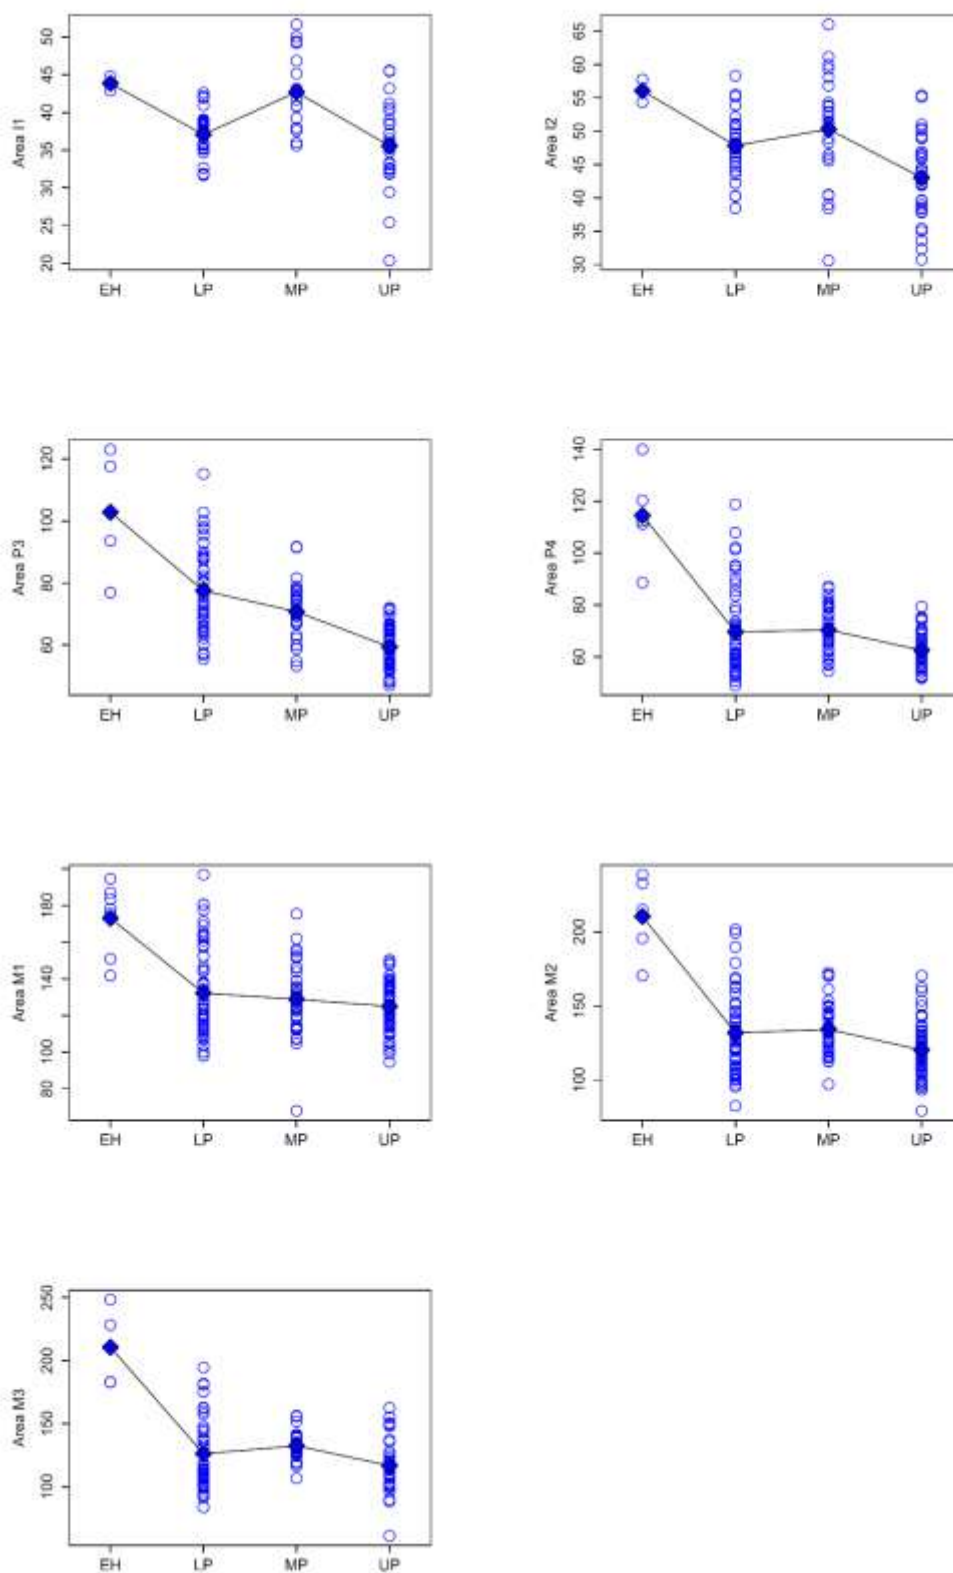 Area I1
50
45
40
35
30
25
20
EH LP MP UP
Area I2
65
60
55
50
45
40
35
30
EH LP MP UP
Area P3
120
100
80
60
EH LP MP UP
Area P4
140
120
100
80
60
EH LP MP UP
Area M1
180
140
100
80
EH LP MP UP
Area M2
200
150
100
EH LP MP UP
Area M3
250
200
150
100
EH LP MP UP